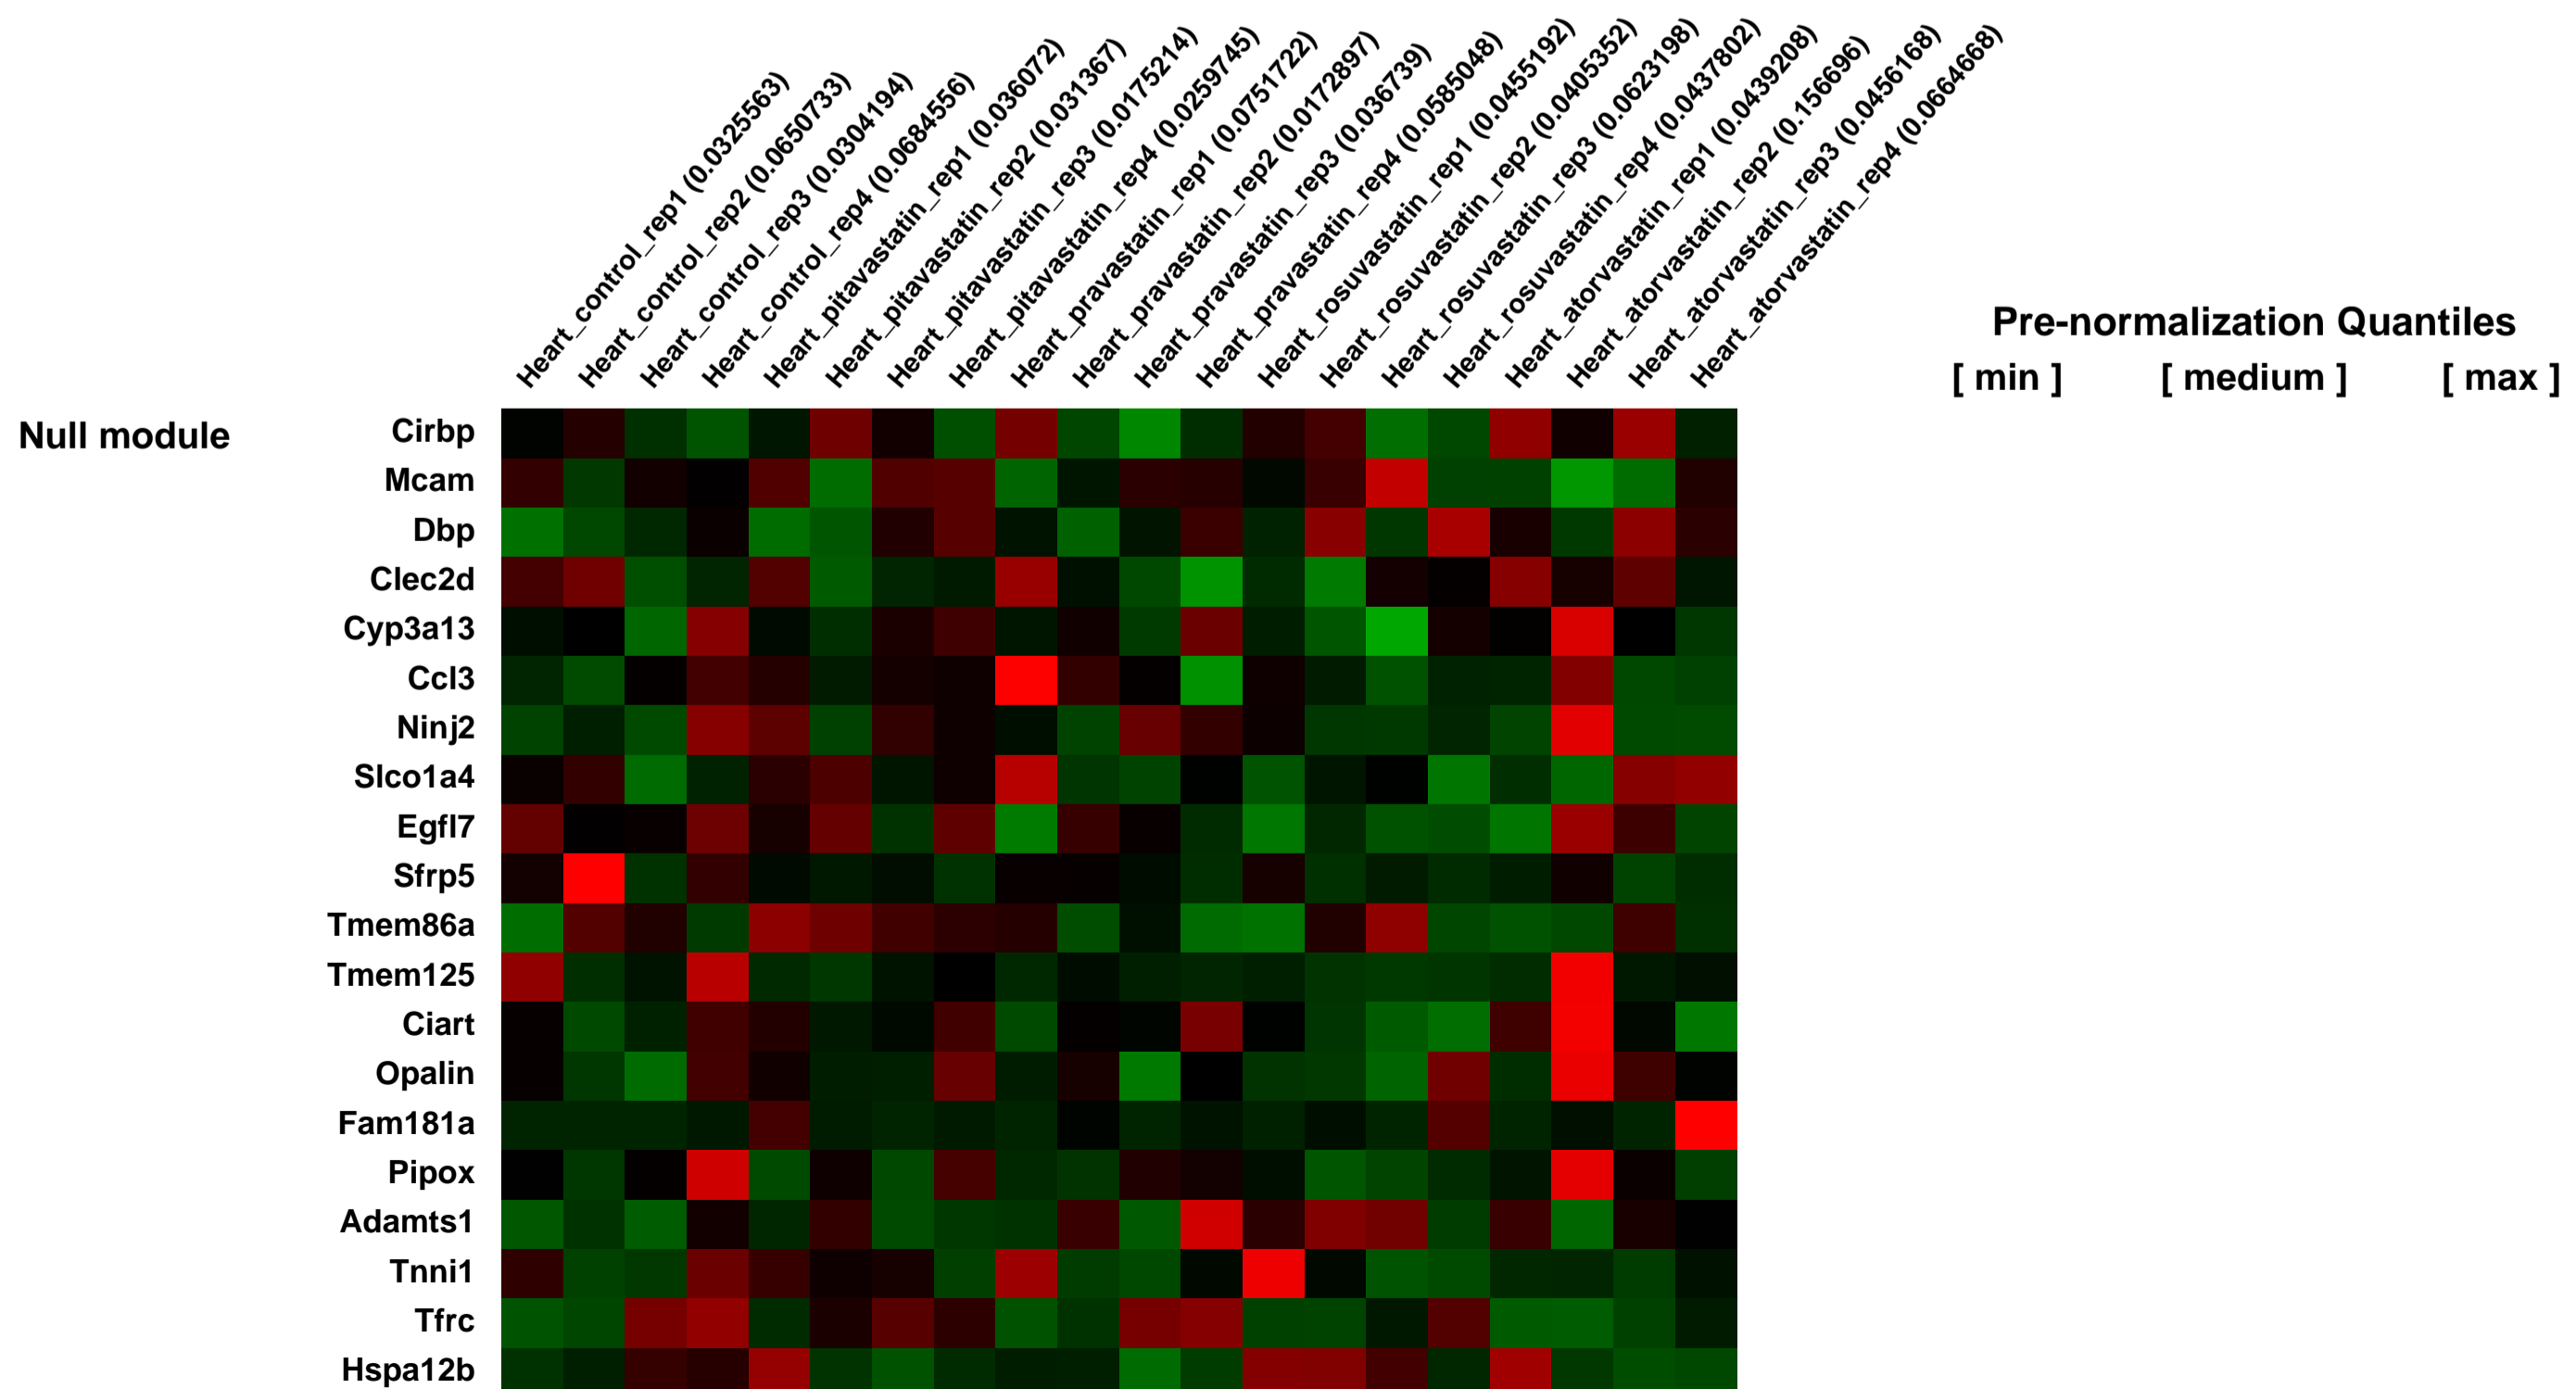 Heart_control_rep1 (0.0325563)
Heart_control_rep2 (0.0650733)
Heart_control_rep3 (0.0304194)
Heart_control_rep4 (0.0684556)
Heart_pitavastatin_rep1 (0.036072)
Heart_pitavastatin_rep2 (0.031367)
Heart_pitavastatin_rep3 (0.0175214)
Heart_pitavastatin_rep4 (0.0259745)
Heart_pravastatin_rep1 (0.0751722)
Heart_pravastatin_rep2 (0.0172897)
Heart_pravastatin_rep3 (0.036739)
Heart_pravastatin_rep4 (0.0585048)
Heart_rosuvastatin_rep1 (0.0455192)
Heart_rosuvastatin_rep2 (0.0405352)
Heart_rosuvastatin_rep3 (0.0623198)
Heart_rosuvastatin_rep4 (0.0437802)
Heart_atorvastatin_rep1 (0.0439208)
Heart_atorvastatin_rep2 (0.156696)
Heart_atorvastatin_rep3 (0.0456168)
Heart_atorvastatin_rep4 (0.0664668)
Pre-normalization Quantiles
[ min ] [ medium ] [ max ]
Null module
Cirbp
Mcam
Dbp
Clec2d
Cyp3a13
Ccl3
Ninj2
Slco1a4
Egfl7
Sfrp5
Tmem86a
Tmem125
Ciart
Opalin
Fam181a
Pipox
Adamts1
Tnni1
Tfrc
Hspa12b